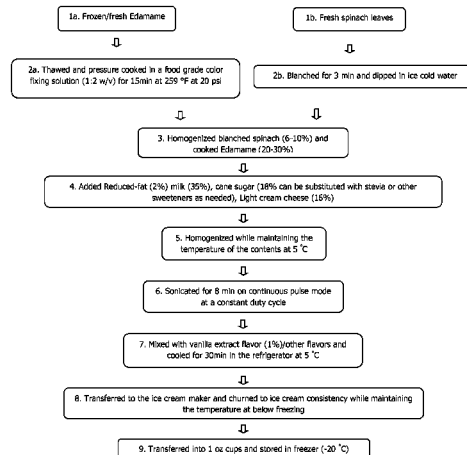 1a. Frozen/fresh Edamame
1b. Fresh spinach leaves
2a. Thawed and pressure cooked in a food grade color
fixing solution (1:2 w/v) for 15min at 259 °F at 20 psi
2b. Blanched for 3 min and dipped in ice cold water
3. Homogenized blanched spinach (6-10%) and
cooked Edamame (20-30%)
4. Added Reduced-fat (2%) milk (35%), cane sugar (18% can be substituted with stevia or other
sweeteners as needed), Light cream cheese (16%)
5. Homogenized while maintaining the
temperature of the contents at 5 °C
6. Sonicated for 8 min on continuous pulse mode
at a constant duty cycle
7. Mixed with vanilla extract flavor (1%)/other flavors and
cooled for 30min in the refrigerator at 5 °C
8. Transferred to the ice cream maker and churned to ice cream consistency while maintaining
the temperature at below freezing
9. Transferred into 1 oz cups and stored in freezer (-20 °C)